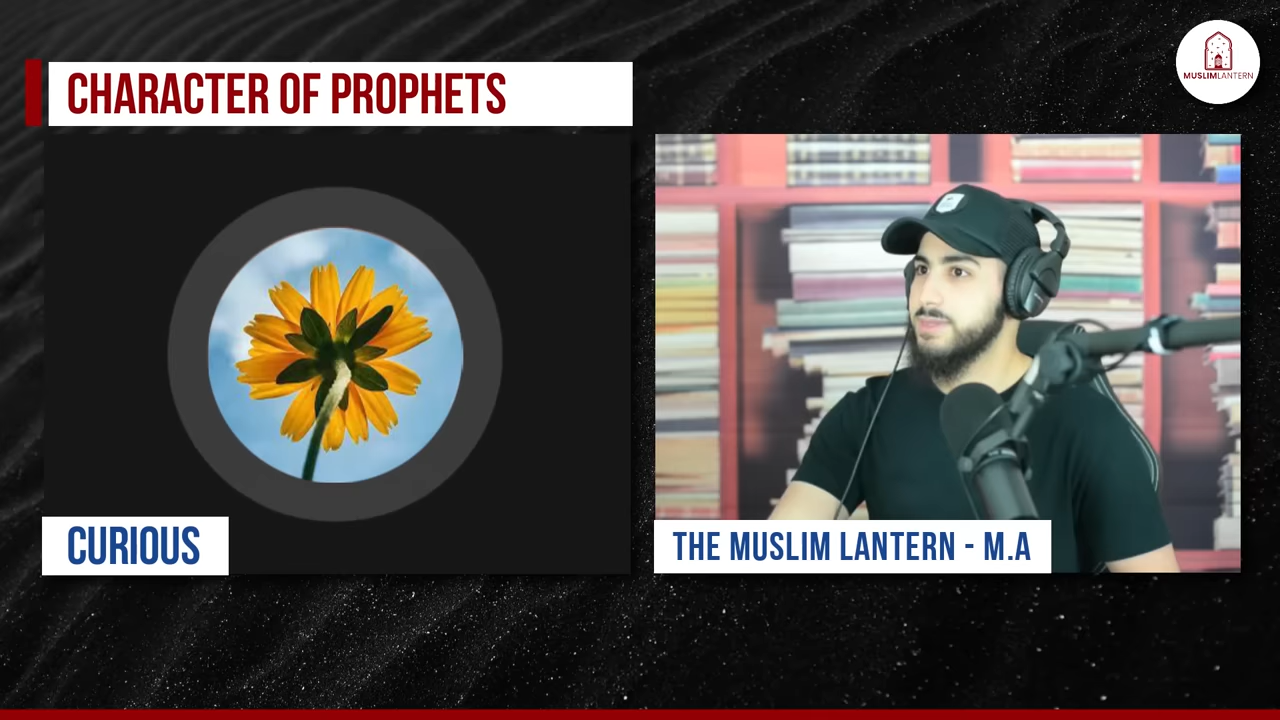 CHARACTER OF PROPHETS
MUSLIMLANTERN
CURIOUS
THE MUSLIM LANTERN - M.A